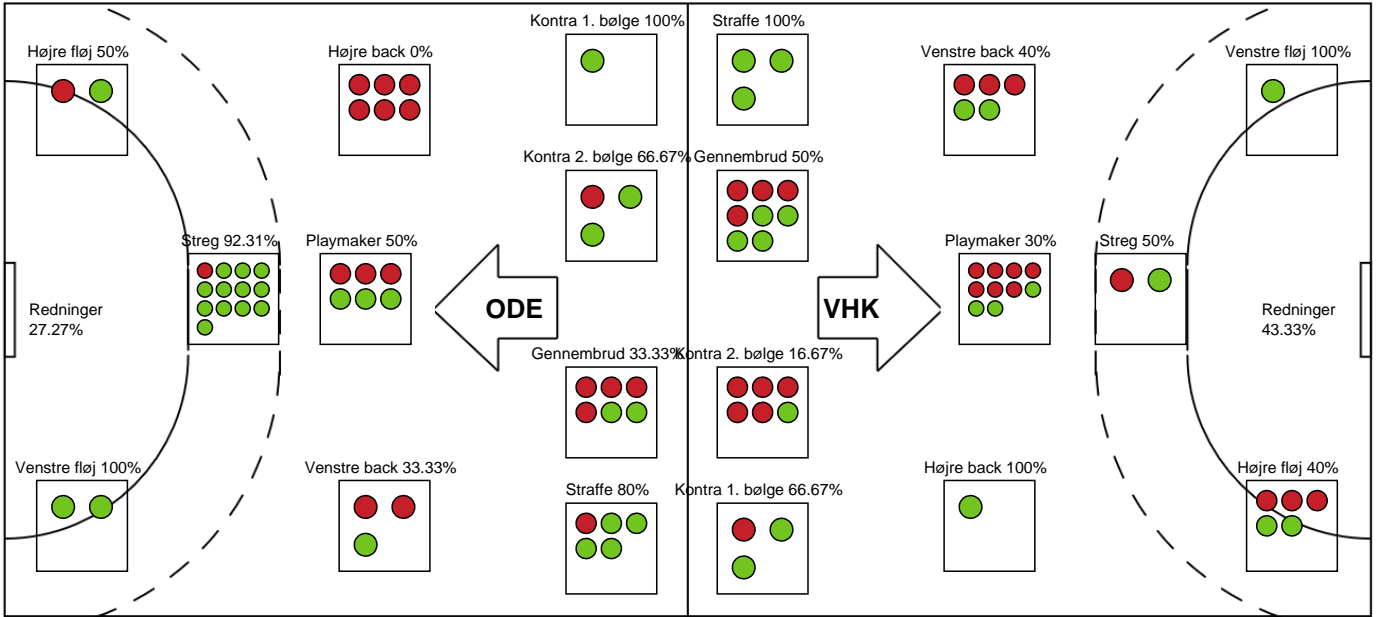 Kontra 1. bølge 100%
Straffe 100%
Højre fløj 50%
Højre back 0%
Venstre back 40%
Venstre fløj 100%
Kontra 2. bølge 66.67%
Gennembrud 50%
Streg 92.31%
Playmaker 50%
Playmaker 30%
Streg 50%
Redninger
27.27%
ODE
VHK
Redninger
43.33%
Gennembrud 33.33%
Kontra 2. bølge 16.67%
Venstre fløj 100%
Venstre back 33.33%
Straffe 80%
Kontra 1. bølge 66.67%
Højre back 100%
Højre fløj 40%